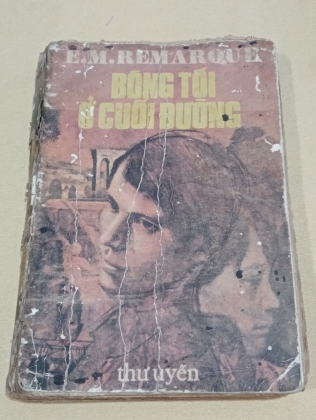 E.M. REMARQUE
BÓNG TỐI
Ở CUỐI ĐƯỜNG
thư uyển